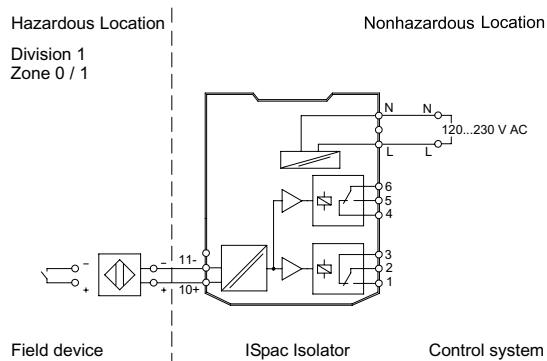 Hazardous Location
Nonhazardous Location
Division 1
Zone 0 / 1
N
N
120...230 V AC
L
L
6
5
4
3
2
1
11-
10+
–
–
+
+
Field device
ISpac Isolator
Control system